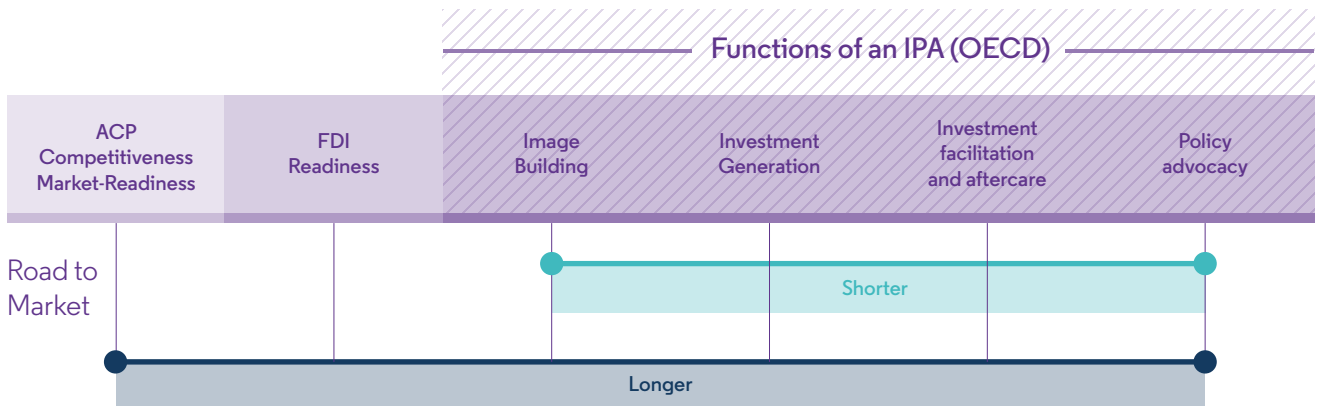 Functions of an IPA (OECD)
ACP
Competitiveness
Market-Readiness
FDI
Readiness
Image
Building
Investment
Generation
Investment
facilitation
and aftercare
Policy
advocacy
Road to
Market
Shorter
Longer